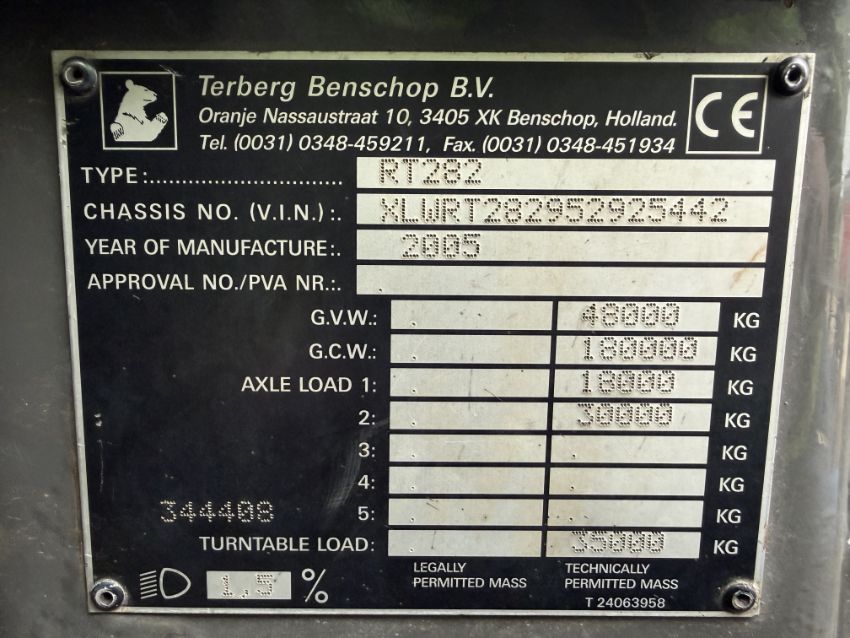 Terberg Benschop B.V.
Oranje Nassaustraat 10, 3405 XK Benschop, Holland.
Tel. (0031) 0348-459211, Fax. (0031) 0348-451934
CE
TYPE:.............................. RT282
CHASSIS NO. (V.I.N.) :. XLWRT282952925442
YEAR OF MANUFACTURE:. 2005
APPROVAL NO./PVA NR.:. .
G.V.W.: . 48000 KG
G.C.W.: . 180000 KG
AXLE LOAD 1: . 18000 KG
2: . 30000 KG
3: . . KG
4: . . KG
344408 5: . . KG
TURNTABLE LOAD: . 35000 KG
1,5 %
LEGALLY PERMITTED MASS
TECHNICALLY PERMITTED MASS
T 24063958